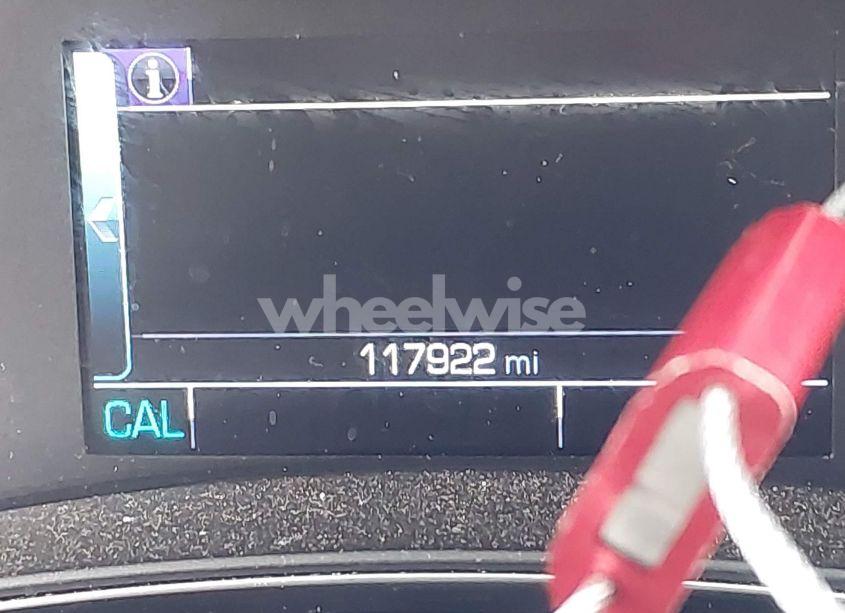 i
wheelwise
117922 mi
CAL